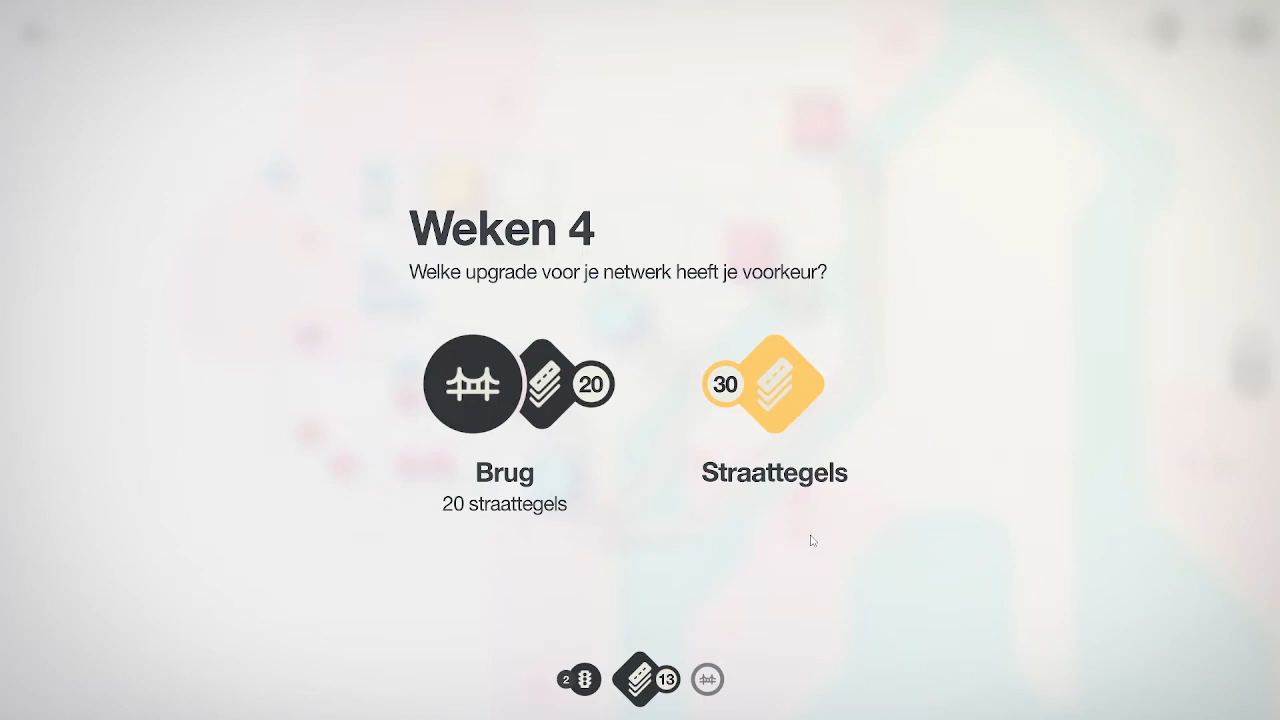 Weken 4
Welke upgrade voor je netwerk heeft je voorkeur?
20
30
Brug
Straattegels
20 straattegels
2
13